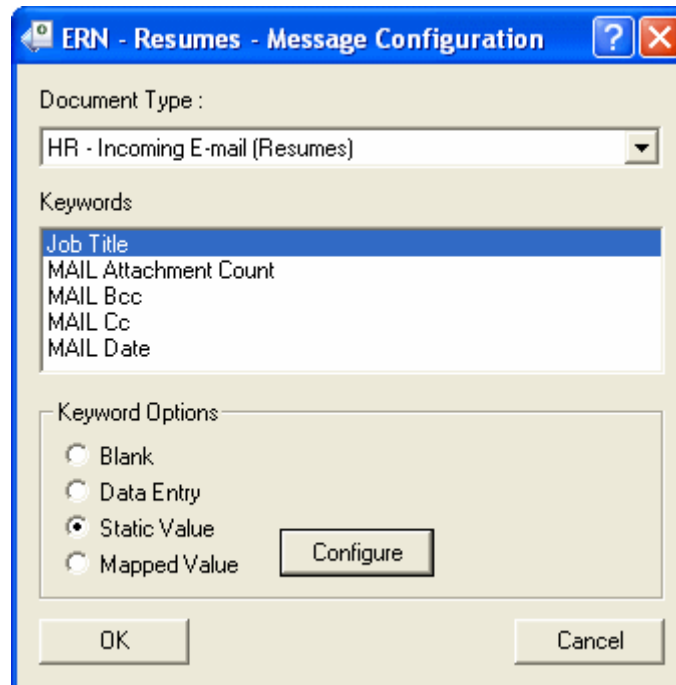 ERN - Resumes - Message Configuration
Document Type :
HR - Incoming E-mail (Resumes)
Keywords
Job Title
MAIL Attachment Count
MAIL Bcc
MAIL Cc
MAIL Date
Keyword Options
Blank
Data Entry
Static Value
Mapped Value
Configure
OK
Cancel